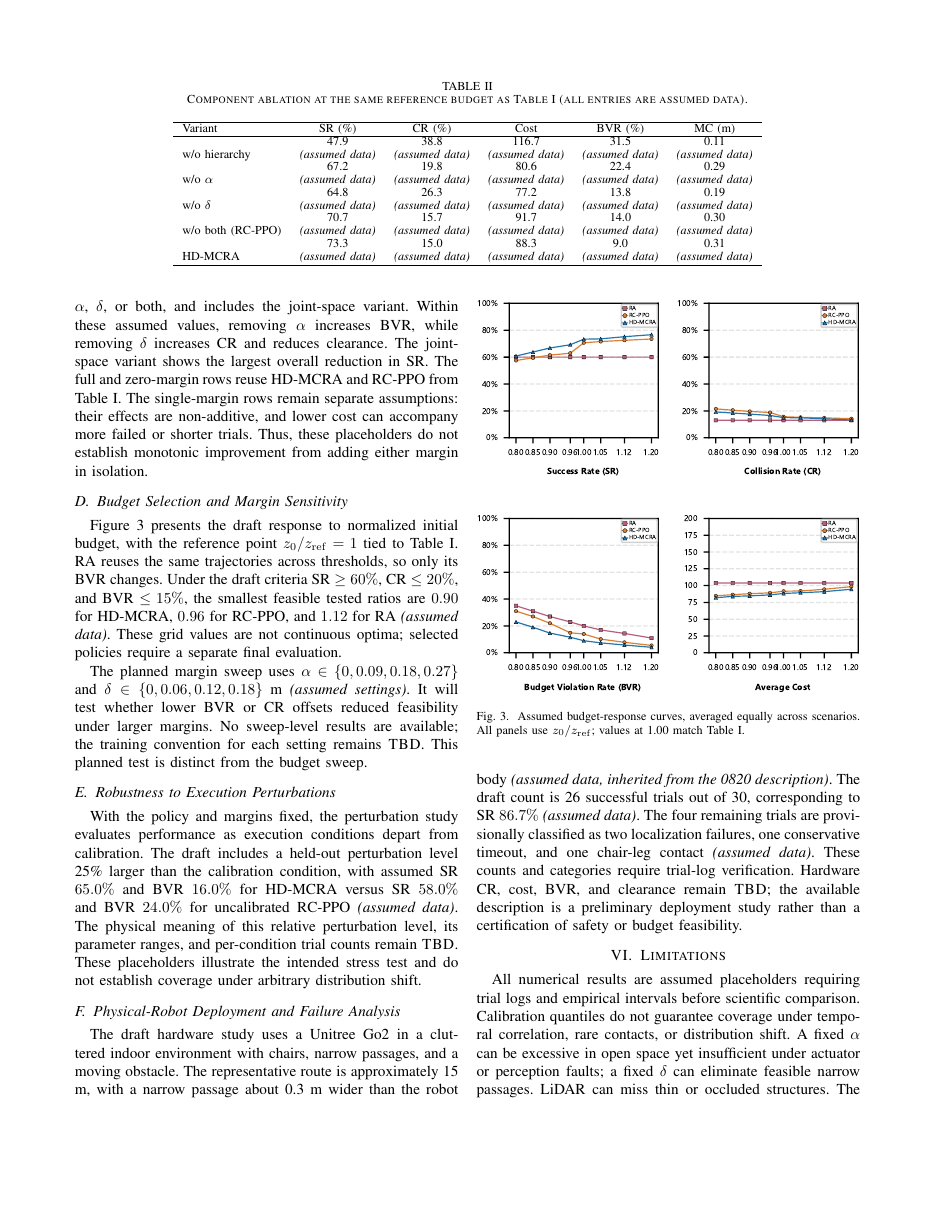 TABLE II
COMPONENT ABLATION AT THE SAME REFERENCE BUDGET AS TABLE I (ALL ENTRIES ARE ASSUMED DATA).
Variant SR (%) CR (%) Cost BVR (%) MC (m)
47.9 38.8 116.7 31.5 0.11
w/o hierarchy (assumed data) (assumed data) (assumed data) (assumed data) (assumed data)
67.2 19.8 80.6 22.4 0.29
w/o α (assumed data) (assumed data) (assumed data) (assumed data) (assumed data)
64.8 26.3 77.2 13.8 0.19
w/o δ (assumed data) (assumed data) (assumed data) (assumed data) (assumed data)
70.7 15.7 91.7 14.0 0.30
w/o both (RC-PPO) (assumed data) (assumed data) (assumed data) (assumed data) (assumed data)
73.3 15.0 88.3 9.0 0.31
HD-MCRA (assumed data) (assumed data) (assumed data) (assumed data) (assumed data)
α, δ, or both, and includes the joint-space variant. Within
these assumed values, removing α increases BVR, while
removing δ increases CR and reduces clearance. The joint-
space variant shows the largest overall reduction in SR. The
full and zero-margin rows reuse HD-MCRA and RC-PPO from
Table I. The single-margin rows remain separate assumptions:
their effects are non-additive, and lower cost can accompany
more failed or shorter trials. Thus, these placeholders do not
establish monotonic improvement from adding either margin
in isolation.
D. Budget Selection and Margin Sensitivity
Figure 3 presents the draft response to normalized initial
budget, with the reference point z0/zref = 1 tied to Table I.
RA reuses the same trajectories across thresholds, so only its
BVR changes. Under the draft criteria SR ≥ 60%, CR ≤ 20%,
and BVR ≤ 15%, the smallest feasible tested ratios are 0.90
for HD-MCRA, 0.96 for RC-PPO, and 1.12 for RA (assumed
data). These grid values are not continuous optima; selected
policies require a separate final evaluation.
The planned margin sweep uses α ∈ {0, 0.09, 0.18, 0.27}
and δ ∈ {0, 0.06, 0.12, 0.18} m (assumed settings). It will
test whether lower BVR or CR offsets reduced feasibility
under larger margins. No sweep-level results are available;
the training convention for each setting remains TBD. This
planned test is distinct from the budget sweep.
E. Robustness to Execution Perturbations
With the policy and margins fixed, the perturbation study
evaluates performance as execution conditions depart from
calibration. The draft includes a held-out perturbation level
25% larger than the calibration condition, with assumed SR
65.0% and BVR 16.0% for HD-MCRA versus SR 58.0%
and BVR 24.0% for uncalibrated RC-PPO (assumed data).
The physical meaning of this relative perturbation level, its
parameter ranges, and per-condition trial counts remain TBD.
These placeholders illustrate the intended stress test and do
not establish coverage under arbitrary distribution shift.
F. Physical-Robot Deployment and Failure Analysis
The draft hardware study uses a Unitree Go2 in a clut-
tered indoor environment with chairs, narrow passages, and a
moving obstacle. The representative route is approximately 15
m, with a narrow passage about 0.3 m wider than the robot
100%
80%
60%
40%
20%
0%
RA
RC-PPO
HD-MCRA
0.80 0.85 0.90 0.96 1.00 1.05 1.12 1.20
Success Rate (SR)
100%
80%
60%
40%
20%
0%
RA
RC-PPO
HD-MCRA
0.80 0.85 0.90 0.96 1.00 1.05 1.12 1.20
Collision Rate (CR)
100%
80%
60%
40%
20%
0%
RA
RC-PPO
HD-MCRA
0.80 0.85 0.90 0.96 1.00 1.05 1.12 1.20
Budget Violation Rate (BVR)
200
175
150
125
100
75
50
25
0
RA
RC-PPO
HD-MCRA
0.80 0.85 0.90 0.96 1.00 1.05 1.12 1.20
Average Cost
Fig. 3. Assumed budget-response curves, averaged equally across scenarios.
All panels use z0/zref; values at 1.00 match Table I.
body (assumed data, inherited from the 0820 description). The
draft count is 26 successful trials out of 30, corresponding to
SR 86.7% (assumed data). The four remaining trials are provi-
sionally classified as two localization failures, one conservative
timeout, and one chair-leg contact (assumed data). These
counts and categories require trial-log verification. Hardware
CR, cost, BVR, and clearance remain TBD; the available
description is a preliminary deployment study rather than a
certification of safety or budget feasibility.
VI. LIMITATIONS
All numerical results are assumed placeholders requiring
trial logs and empirical intervals before scientific comparison.
Calibration quantiles do not guarantee coverage under tempo-
ral correlation, rare contacts, or distribution shift. A fixed α
can be excessive in open space yet insufficient under actuator
or perception faults; a fixed δ can eliminate feasible narrow
passages. LiDAR can miss thin or occluded structures. The